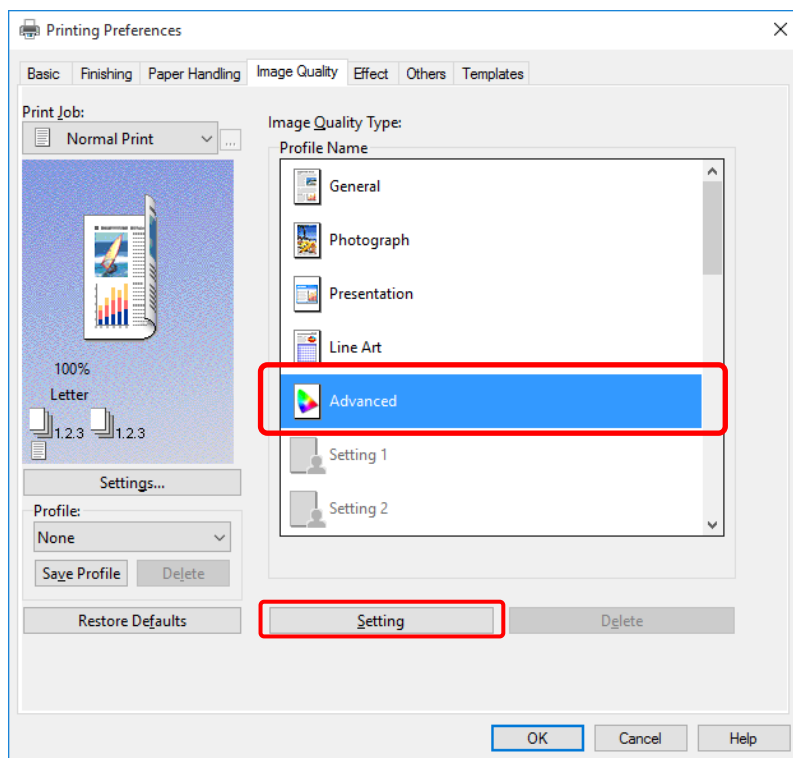 Printing Preferences
Basic Finishing Paper Handling Image Quality Effect Others Templates
Print Job:
Normal Print
...
100%
Letter
1.2.3 1.2.3
Settings...
Profile:
None
Save Profile Delete
Restore Defaults
Image Quality Type:
Profile Name
General
Photograph
Presentation
Line Art
Advanced
Setting 1
Setting 2
Setting Delete
OK Cancel Help